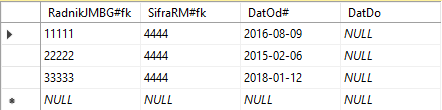 RadnikJMBG#fk SifraRM#fk DatOd# DatDo
11111 4444 2016-08-09 NULL
22222 4444 2015-02-06 NULL
33333 4444 2018-01-12 NULL
NULL NULL NULL NULL